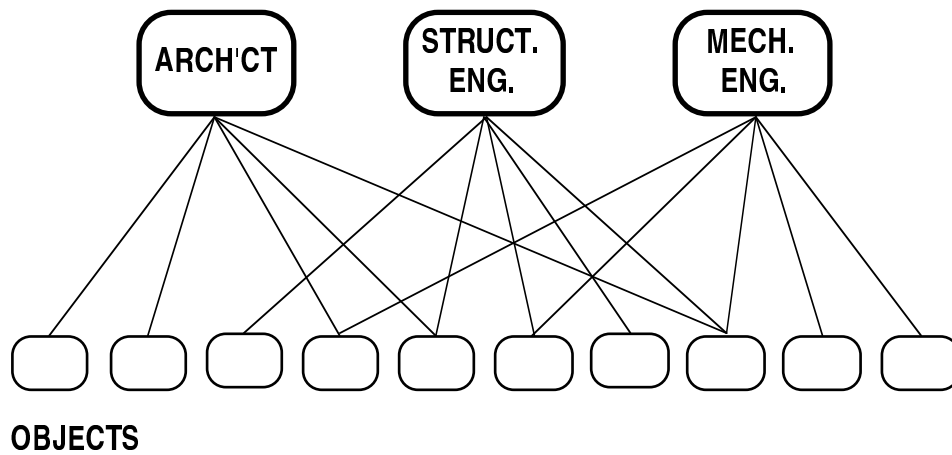 ARCH'CT
STRUCT.
ENG.
MECH.
ENG.
OBJECTS